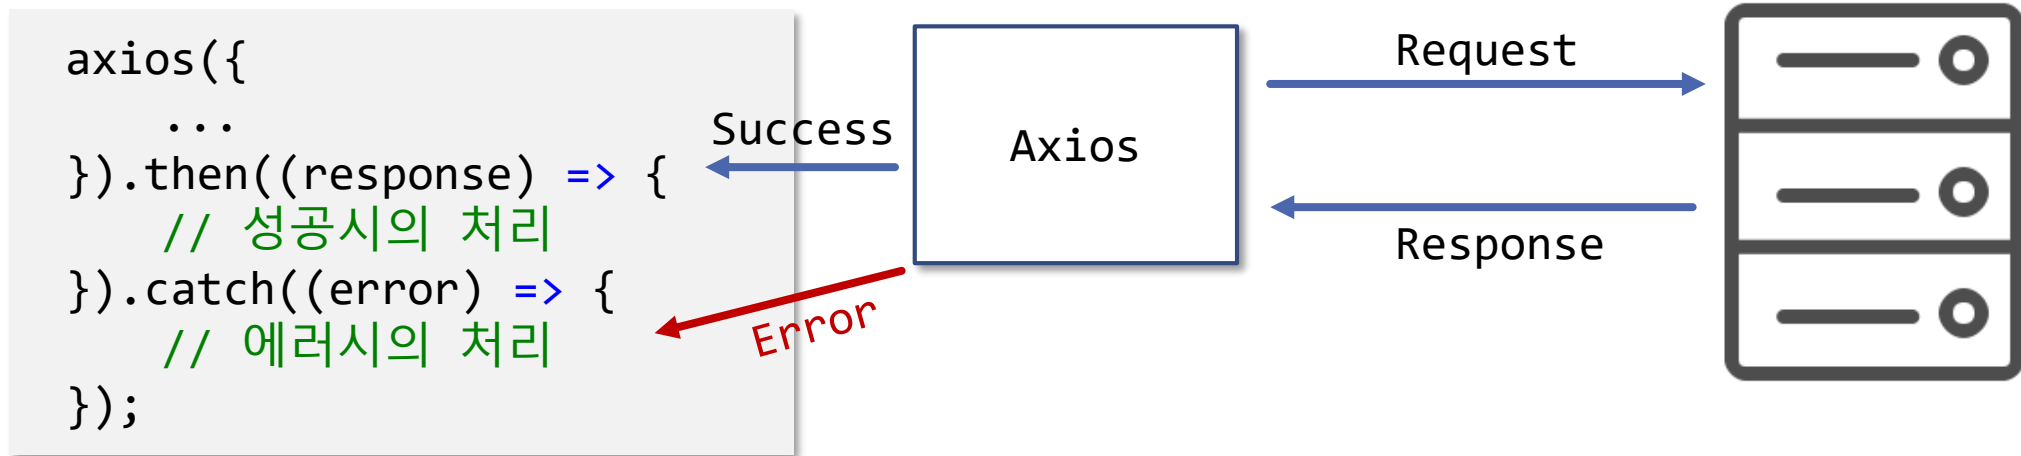 axios({
...
}).then((response) => {
// 성공시의 처리
}).catch((error) => {
// 에러시의 처리
});
Success
Error
Axios
Request
Response